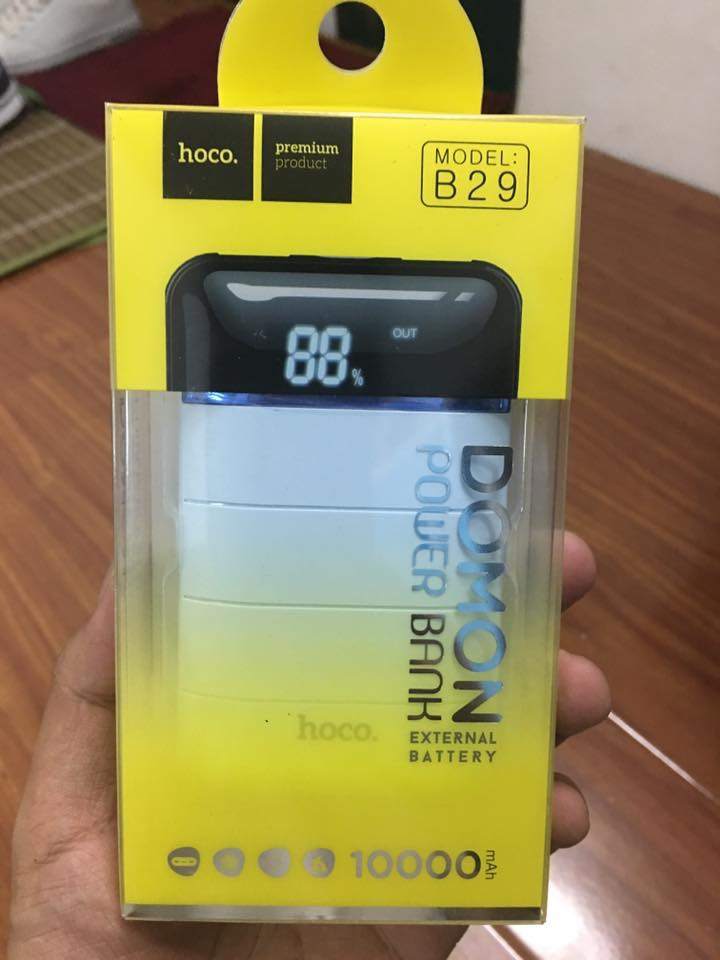 hoco.
premium
product
MODEL:
B29
88%
OUT
DOMON
POWER BANK
EXTERNAL
BATTERY
hoco.
10000mAh